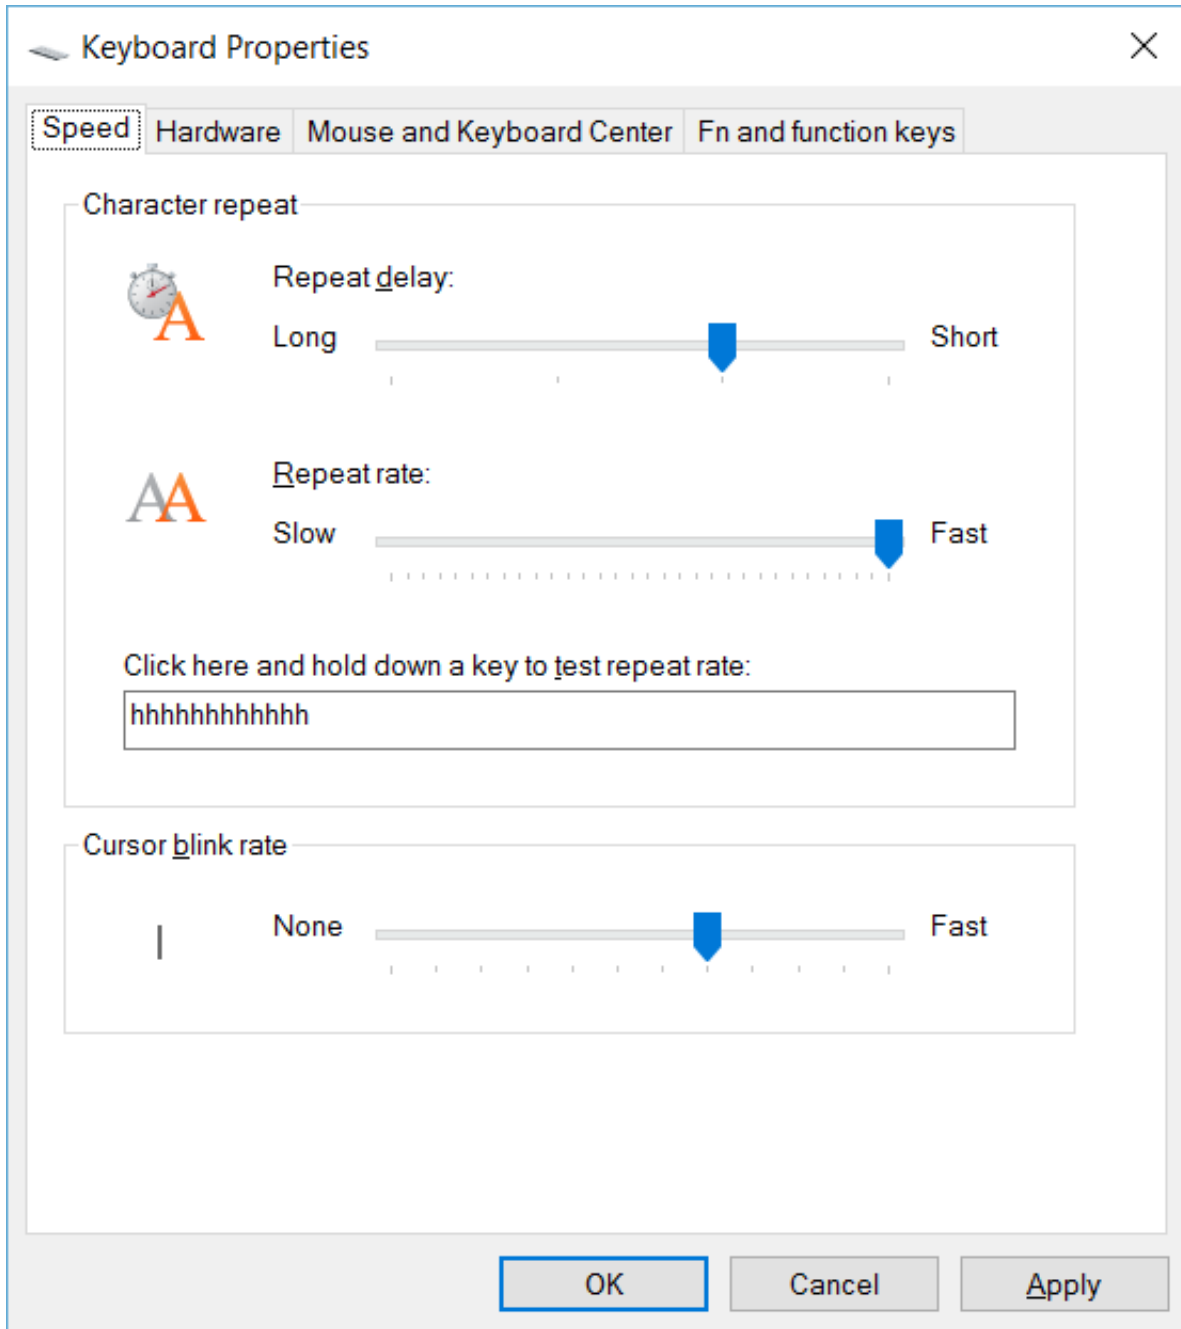 Keyboard Properties
Speed Hardware Mouse and Keyboard Center Fn and function keys
Character repeat
Repeat delay:
Long Short
Repeat rate:
Slow Fast
Click here and hold down a key to test repeat rate:
hhhhhhhhhhhhh
Cursor blink rate
None Fast
OK Cancel Apply